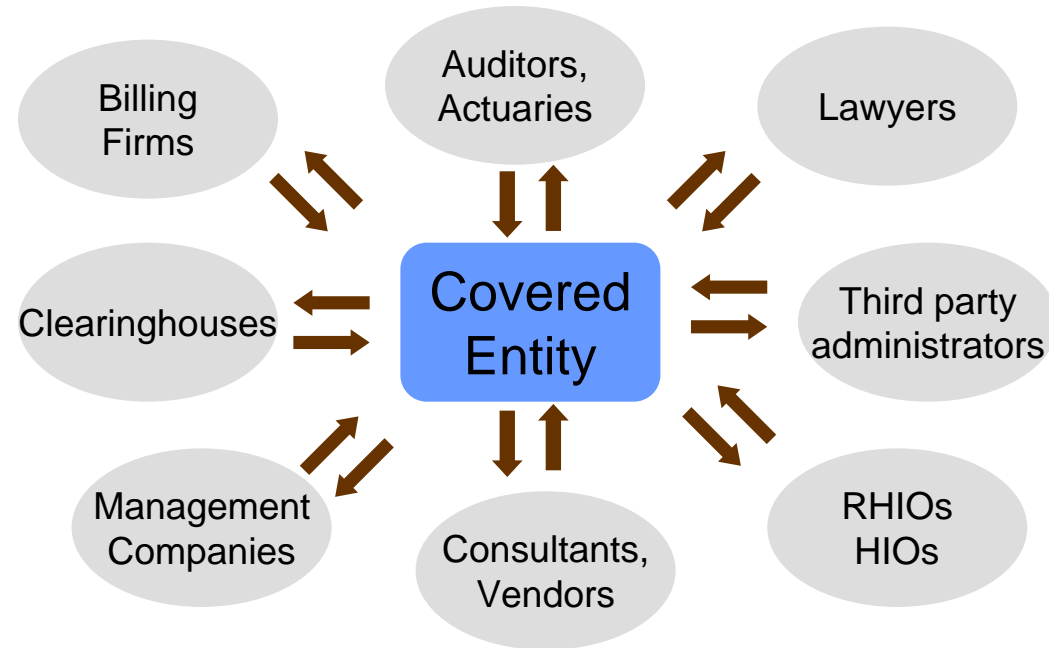 Billing
Firms
Auditors,
Actuaries
Lawyers
Clearinghouses
Covered
Entity
Third party
administrators
Management
Companies
Consultants,
Vendors
RHIOs
HIOs